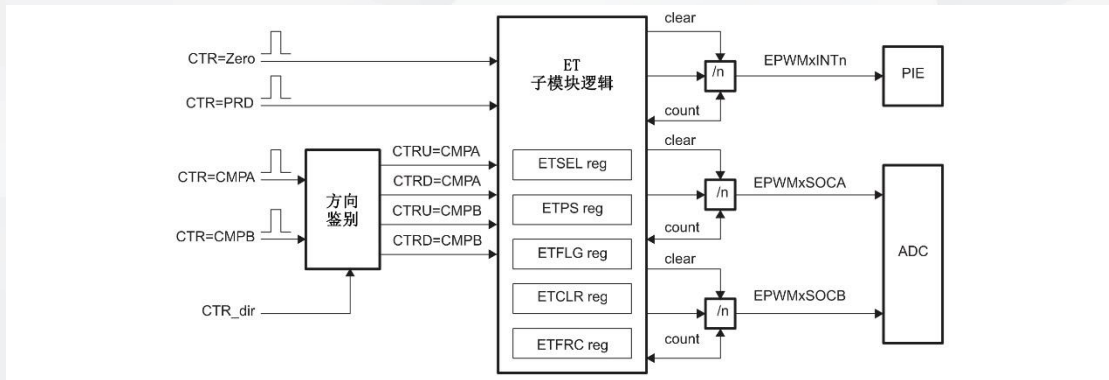 CTR=Zero
CTR=PRD
CTR=CMPA
CTR=CMPB
CTR_dir
方向
鉴别
CTRU=CMPA
CTRD=CMPA
CTRU=CMPB
CTRD=CMPB
ET
子模块逻辑
ETSEL reg
ETPS reg
ETFLG reg
ETCLR reg
ETFRC reg
clear
/n
count
EPWMxINTn
PIE
clear
/n
count
EPWMxSOCA
clear
/n
count
EPWMxSOCB
ADC